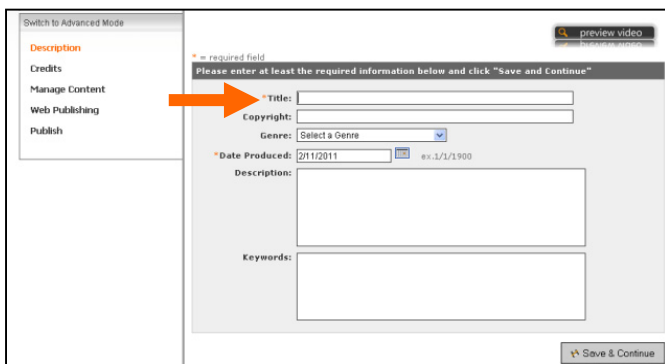 Switch to Advanced Mode
Description
Credits
Manage Content
Web Publishing
Publish
preview video
* = required field
Please enter at least the required information below and click "Save and Continue"
*Title:
Copyright:
Genre: Select a Genre
*Date Produced: 2/11/2011 ex.1/1/1900
Description:
Keywords:
Save & Continue